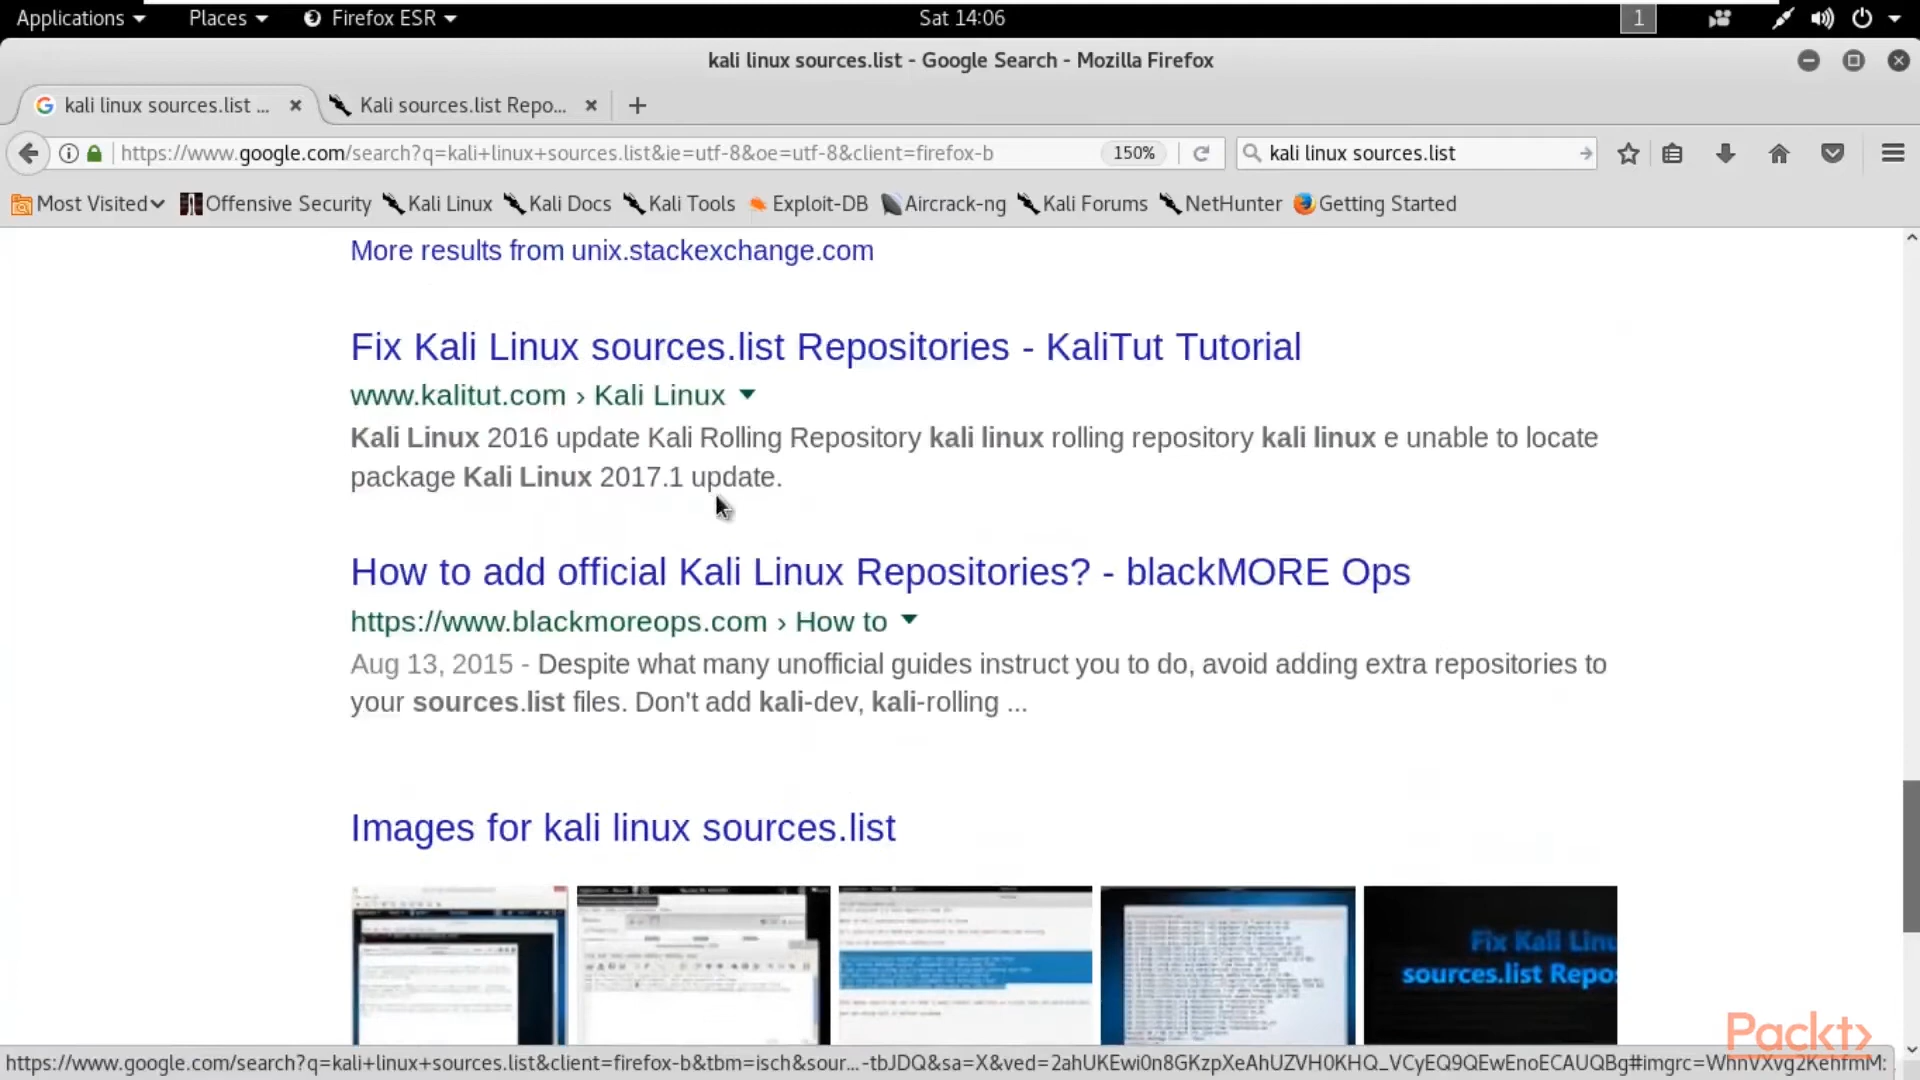 Applications Places Firefox ESR Sat 14:06 1
kali linux sources.list - Google Search - Mozilla Firefox
kali linux sources.list ... Kali sources.list Repo...
https://www.google.com/search?q=kali+linux+sources.list&ie=utf-8&oe=utf-8&client=firefox-b 150% kali linux sources.list
Most Visited Offensive Security Kali Linux Kali Docs Kali Tools Exploit-DB Aircrack-ng Kali Forums NetHunter Getting Started
More results from unix.stackexchange.com
Fix Kali Linux sources.list Repositories - KaliTut Tutorial
www.kalitut.com › Kali Linux
Kali Linux 2016 update Kali Rolling Repository kali linux rolling repository kali linux e unable to locate
package Kali Linux 2017.1 update.
How to add official Kali Linux Repositories? - blackMORE Ops
https://www.blackmoreops.com › How to
Aug 13, 2015 - Despite what many unofficial guides instruct you to do, avoid adding extra repositories to
your sources.list files. Don't add kali-dev, kali-rolling ...
Images for kali linux sources.list
Fix Kali Linu
sources.list Repos
Packt>
https://www.google.com/search?q=kali+linux+sources.list&client=firefox-b&tbm=isch&sour...-tbJDQ&sa=X&ved=2ahUKEwi0n8GKzpXeAhUZVH0KHQ_VCyEQ9QEwEnoECAUQBg#imgrc=WhnVXvg2KehfmM: